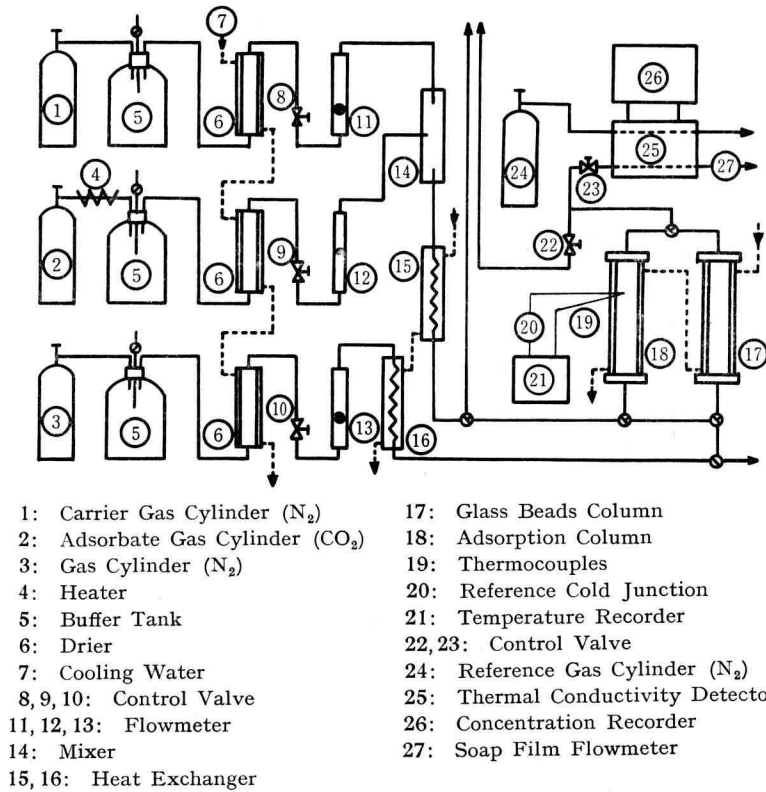 7
1
5
6
8
11
14
26
24
25
27
23
4
2
5
6
9
12
15
22
3
5
6
10
13
16
20
19
21
18
17
1: Carrier Gas Cylinder (N₂)
2: Adsorbate Gas Cylinder (CO₂)
3: Gas Cylinder (N₂)
4: Heater
5: Buffer Tank
6: Drier
7: Cooling Water
8, 9, 10: Control Valve
11, 12, 13: Flowmeter
14: Mixer
15, 16: Heat Exchanger
17: Glass Beads Column
18: Adsorption Column
19: Thermocouples
20: Reference Cold Junction
21: Temperature Recorder
22, 23: Control Valve
24: Reference Gas Cylinder (N₂)
25: Thermal Conductivity Detecto
26: Concentration Recorder
27: Soap Film Flowmeter